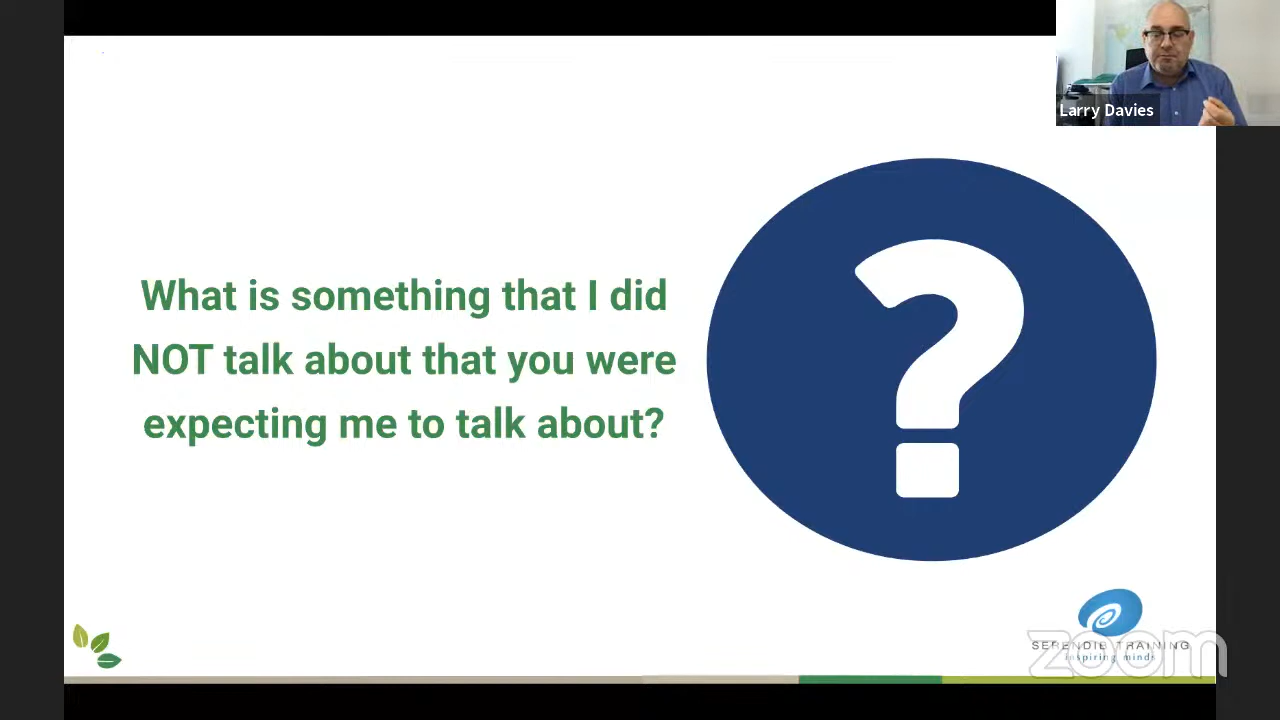 Larry Davies
What is something that I did
NOT talk about that you were
expecting me to talk about?
?
SERENDIB TRAINING
inspiring minds
zoom